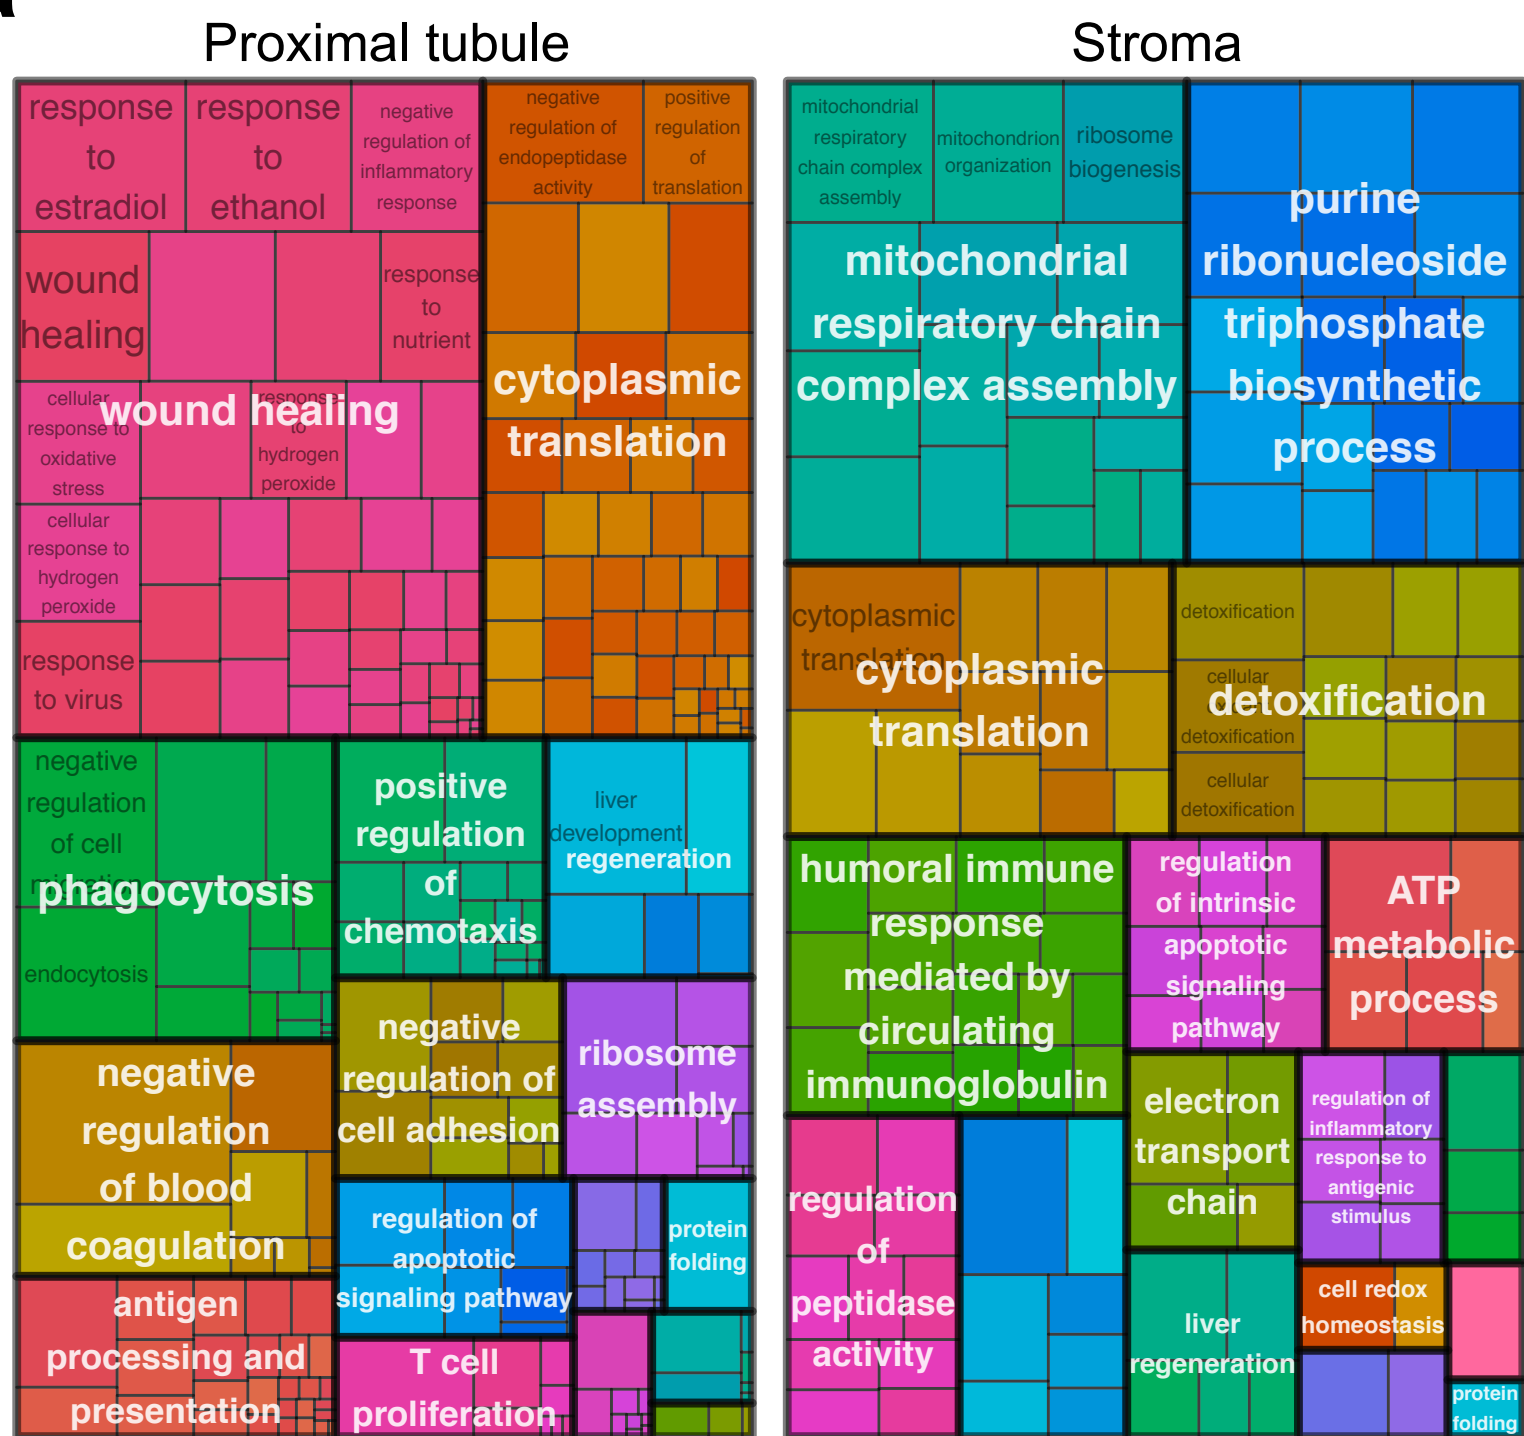 Proximal tubule
response
to
estradiol
response
to
ethanol
negative
regulation of
inflammatory
response
wound
healing
response
to
nutrient
cellular
response to
oxidative
stress
response
to
hydrogen
peroxide
wound healing
cellular
response to
hydrogen
peroxide
response
to virus
negative
regulation of
endopeptidase
activity
positive
regulation
of
translation
cytoplasmic
translation
negative
regulation
of cell
migration
phagocytosis
endocytosis
positive
regulation
of
chemotaxis
liver
development
regeneration
negative
regulation
of blood
coagulation
negative
regulation of
cell adhesion
ribosome
assembly
regulation of
apoptotic
signaling pathway
protein
folding
antigen
processing and
presentation
T cell
proliferation
Stroma
mitochondrial
respiratory
chain complex
assembly
mitochondrion
organization
ribosome
biogenesis
mitochondrial
respiratory chain
complex assembly
purine
ribonucleoside
triphosphate
biosynthetic
process
cytoplasmic
translation
cytoplasmic
translation
detoxification
cellular
detoxification
detoxification
cellular
detoxification
humoral immune
response
mediated by
circulating
immunoglobulin
regulation
of intrinsic
apoptotic
signaling
pathway
ATP
metabolic
process
electron
transport
chain
regulation of
inflammatory
response to
antigenic
stimulus
regulation
of
peptidase
activity
liver
regeneration
cell redox
homeostasis
protein
folding